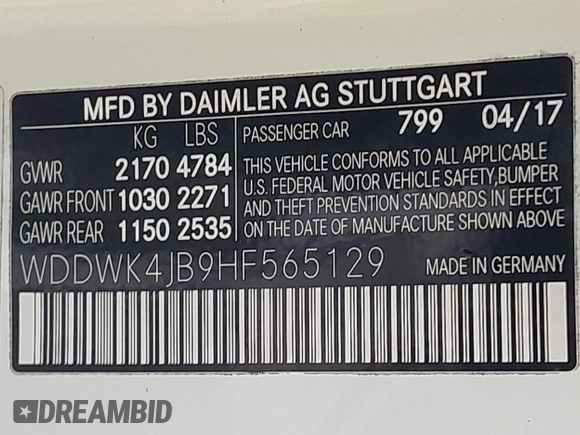 MFD BY DAIMLER AG STUTTGART
KG LBS
GVWR 2170 4784
GAWR FRONT 1030 2271
GAWR REAR 1150 2535
PASSENGER CAR 799 04/17
THIS VEHICLE CONFORMS TO ALL APPLICABLE
U.S. FEDERAL MOTOR VEHICLE SAFETY,BUMPER
AND THEFT PREVENTION STANDARDS IN EFFECT
ON THE DATE OF MANUFACTURE SHOWN ABOVE
WDDWK4JB9HF565129 MADE IN GERMANY
DREAMBID